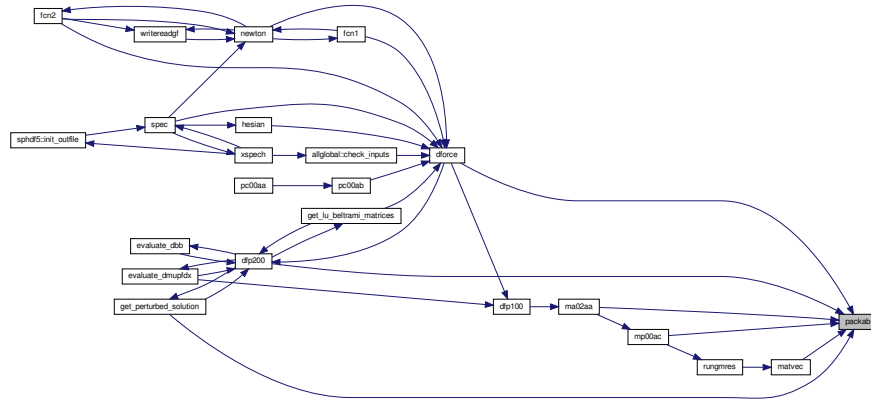 fcn2
writereadgf
newton
fcn1
spec
hesian
sphdf5::init_outfile
xspech
allglobal::check_inputs
dforce
pc00aa
pc00ab
get_lu_beltrami_matrices
evaluate_dbb
dfp200
evaluate_dmupfdx
get_perturbed_solution
dfp100
ma02aa
packab
mp00ac
rungmres
matvec